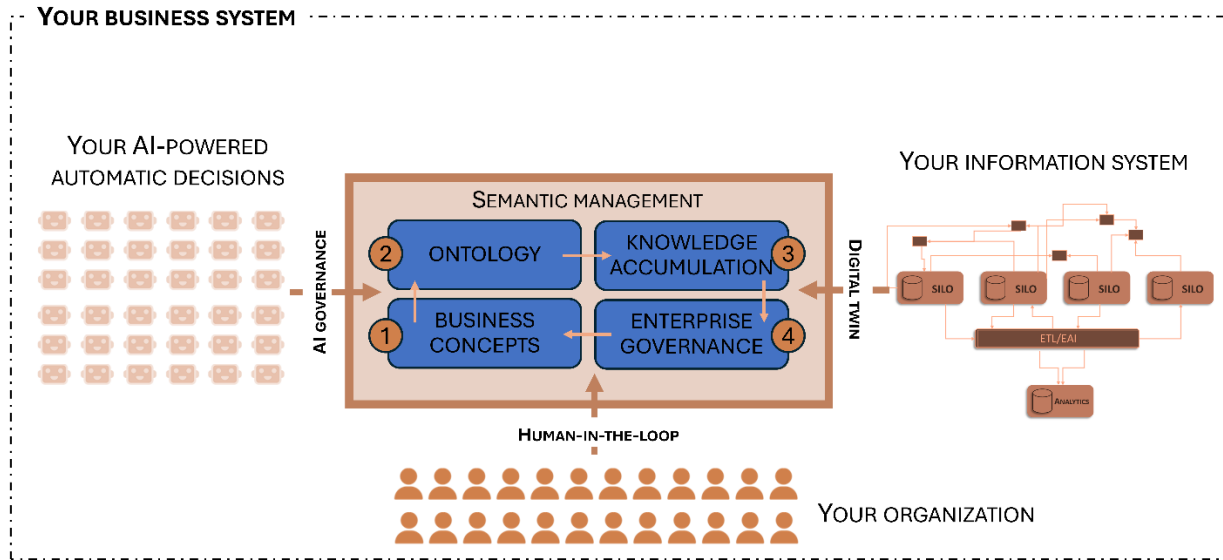 YOUR BUSINESS SYSTEM
YOUR AI-POWERED
AUTOMATIC DECISIONS
AI GOVERNANCE
SEMANTIC MANAGEMENT
2
ONTOLOGY
KNOWLEDGE
ACCUMULATION
3
1
BUSINESS
CONCEPTS
ENTERPRISE
GOVERNANCE
4
DIGITAL TWIN
YOUR INFORMATION SYSTEM
SILO
SILO
SILO
SILO
ETL/EAI
ANALYTICS
HUMAN-IN-THE-LOOP
YOUR ORGANIZATION